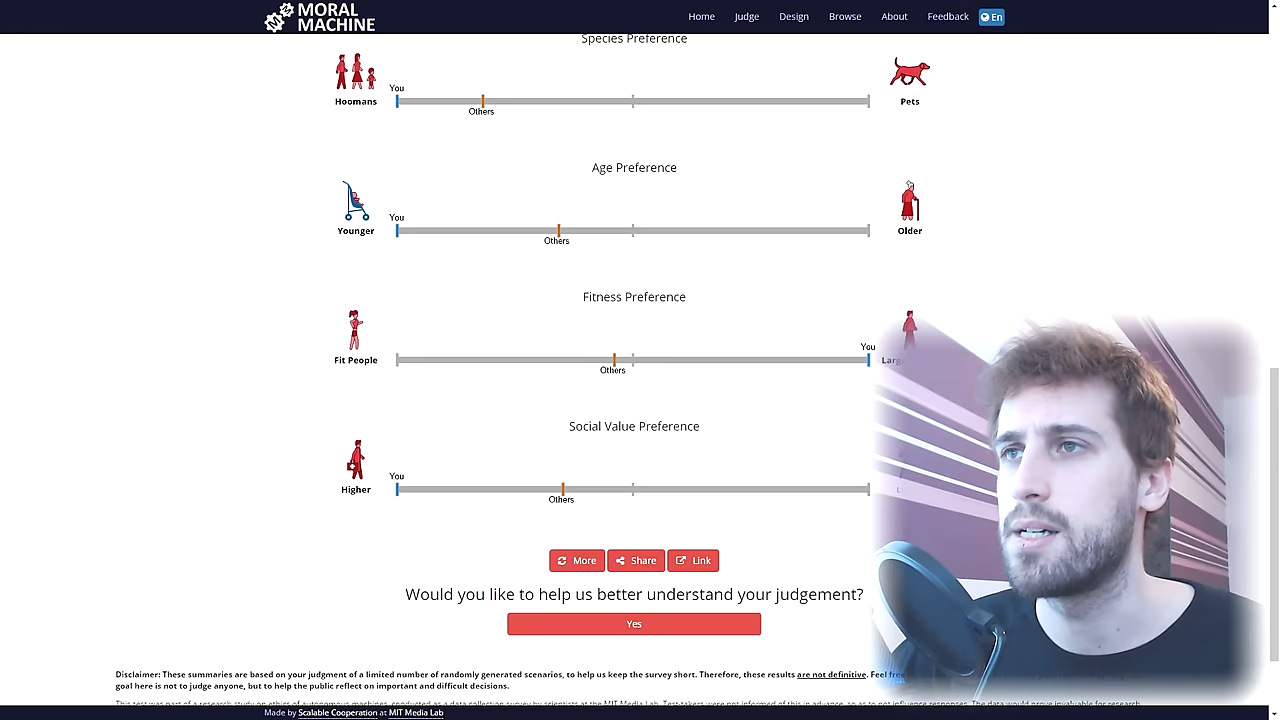 MORAL
MACHINE
Home Judge Design Browse About Feedback En
Species Preference
You
Hoomans Pets
Others
Age Preference
You
Younger Older
Others
Fitness Preference
You
Fit People Larg
Others
Social Value Preference
You
Higher
Others
More Share Link
Would you like to help us better understand your judgement?
Yes
Disclaimer: These summaries are based on your judgment of a limited number of randomly generated scenarios, to help us keep the survey short. Therefore, these results are not definitive. Feel
goal here is not to judge anyone, but to help the public reflect on important and difficult decisions.
Made by Scalable Cooperation at MIT Media Lab